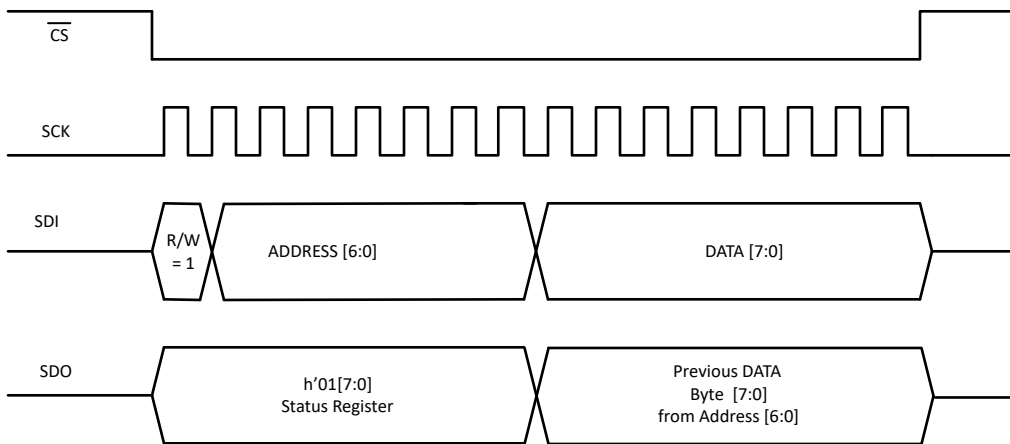 CS
SCK
SDI
R/W
= 1
ADDRESS [6:0]
DATA [7:0]
SDO
h'01[7:0]
Status Register
Previous DATA
Byte [7:0]
from Address [6:0]